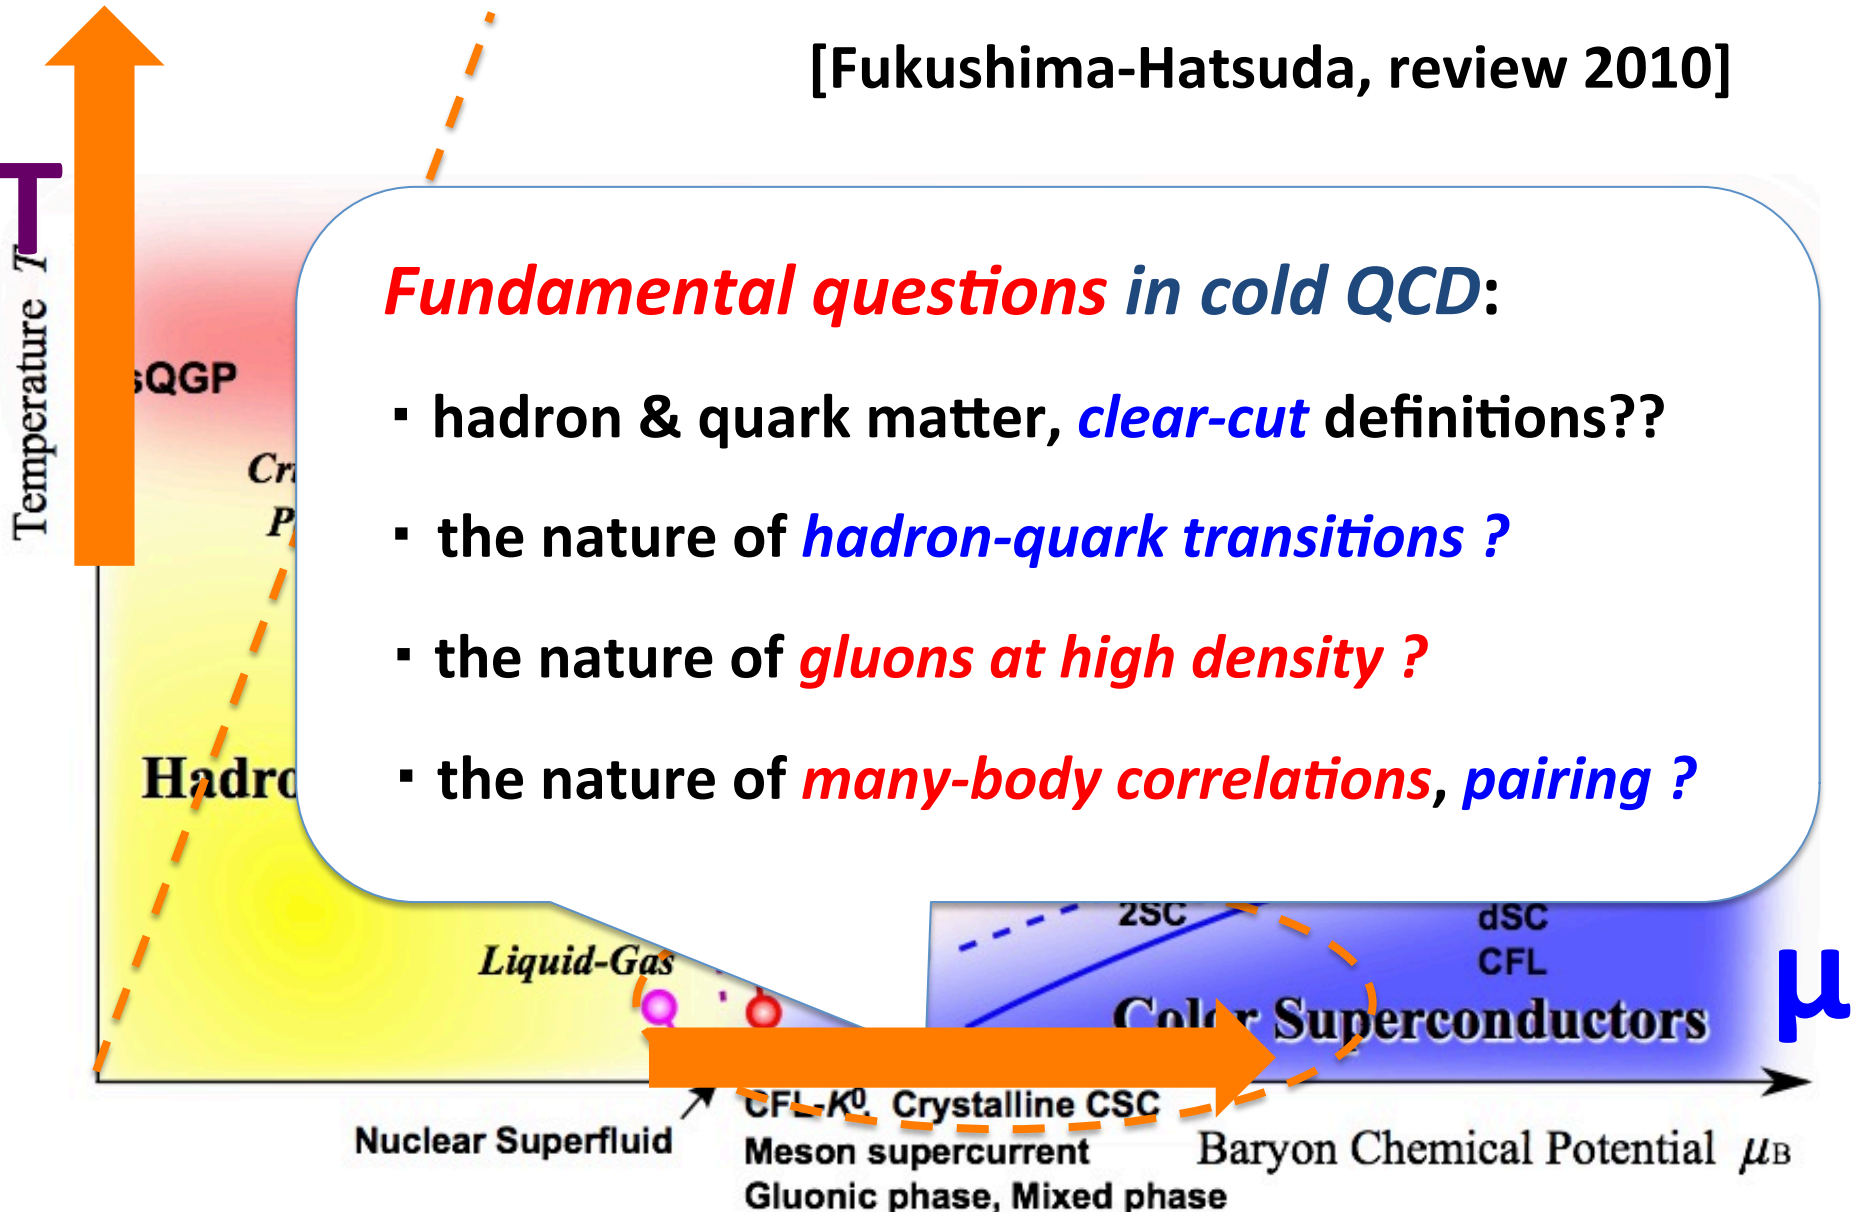 [Fukushima-Hatsuda, review 2010]
T
Temperature T
Fundamental questions in cold QCD:
▪ hadron & quark matter, clear-cut definitions??
▪ the nature of hadron-quark transitions ?
▪ the nature of gluons at high density ?
▪ the nature of many-body correlations, pairing ?
sQGP
Liquid-Gas
2SC
dSC
CFL
Color Superconductors
μ
CFL-K⁰, Crystalline CSC
Nuclear Superfluid
Meson supercurrent
Baryon Chemical Potential μB
Gluonic phase, Mixed phase